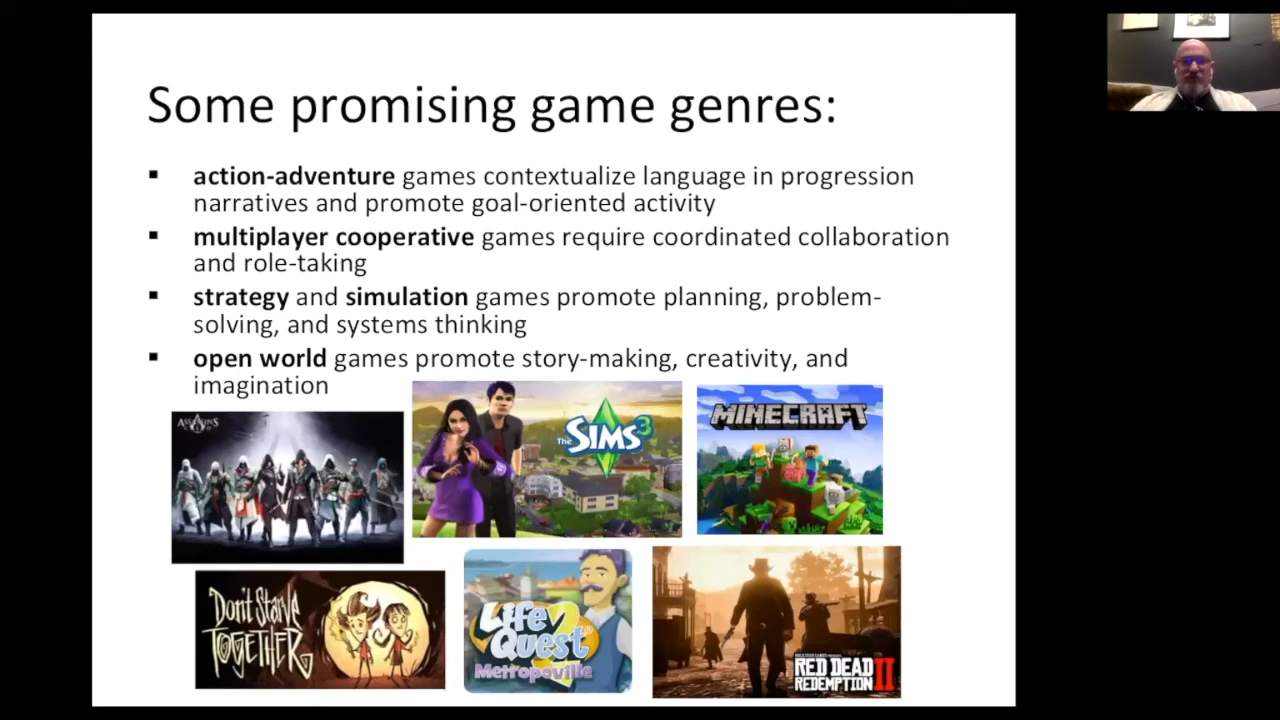 Some promising game genres:
▪ action-adventure games contextualize language in progression
narratives and promote goal-oriented activity
▪ multiplayer cooperative games require coordinated collaboration
and role-taking
▪ strategy and simulation games promote planning, problem-
solving, and systems thinking
▪ open world games promote story-making, creativity, and
imagination
ASSASSINS
CREED
The SIMS 3
MINECRAFT
Don't Starve
TOGETHER
Life
Quest 2
Metropoville
RED DEAD
REDEMPTION II